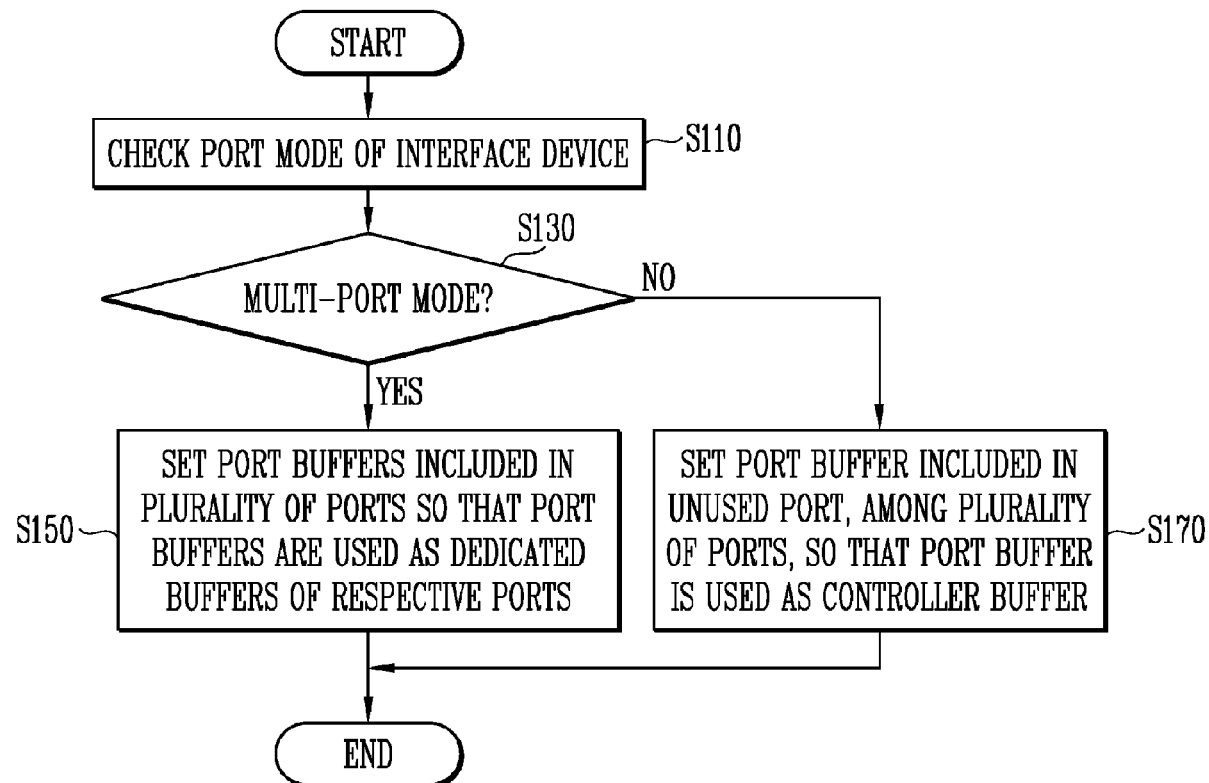 START
CHECK PORT MODE OF INTERFACE DEVICE
S110
S130
MULTI-PORT MODE?
NO
YES
SET PORT BUFFERS INCLUDED IN
PLURALITY OF PORTS SO THAT PORT
BUFFERS ARE USED AS DEDICATED
BUFFERS OF RESPECTIVE PORTS
S150
SET PORT BUFFER INCLUDED IN
UNUSED PORT, AMONG PLURALITY
OF PORTS, SO THAT PORT BUFFER
IS USED AS CONTROLLER BUFFER
S170
END